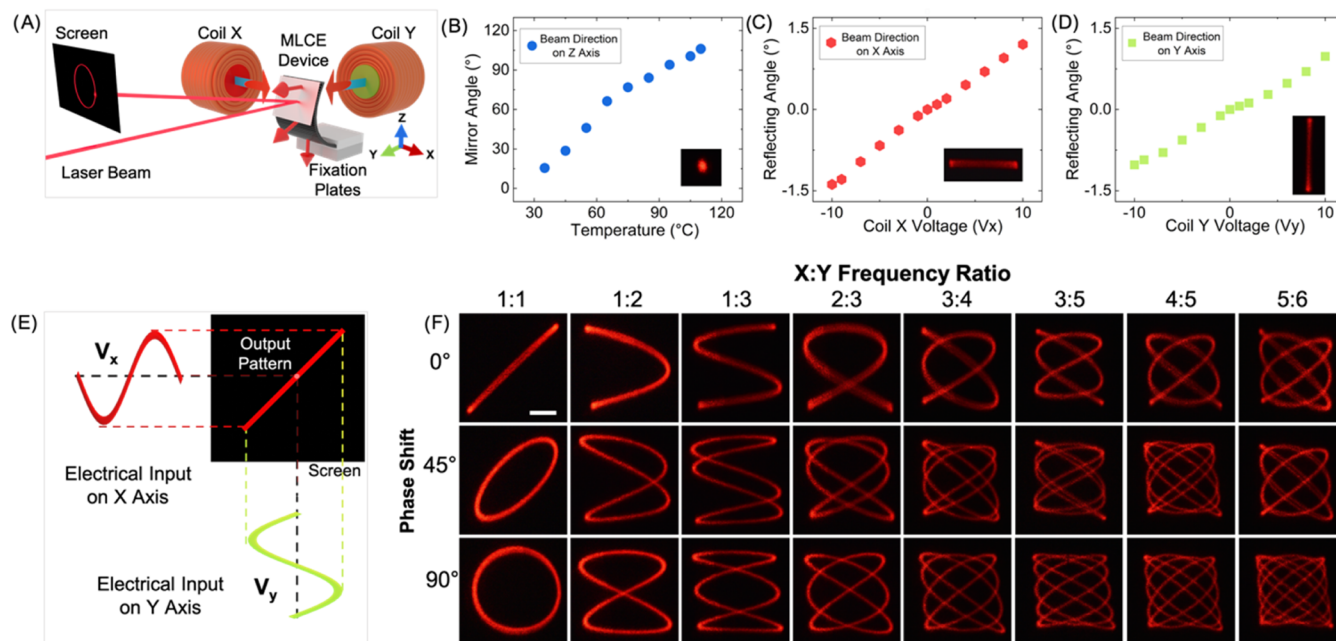 (A)
Screen
Coil X
MLCE
Device
Coil Y
Laser Beam
Fixation
Plates
Z
Y
X
(B)
Mirror Angle (°)
120
90
60
30
0
Beam Direction
on Z Axis
30
60
90
120
Temperature (°C)
(C)
Reflecting Angle (°)
1.5
0.0
-1.5
Beam Direction
on X Axis
-10
0
10
Coil X Voltage (Vx)
(D)
Reflecting Angle (°)
1.5
0.0
-1.5
Beam Direction
on Y Axis
-10
0
10
Coil Y Voltage (Vy)
(E)
Vx
Output
Pattern
Screen
Electrical Input
on X Axis
Electrical Input
on Y Axis
Vy
X:Y Frequency Ratio
1:1 1:2 1:3 2:3 3:4 3:5 4:5 5:6
(F)
Phase Shift
0°
45°
90°